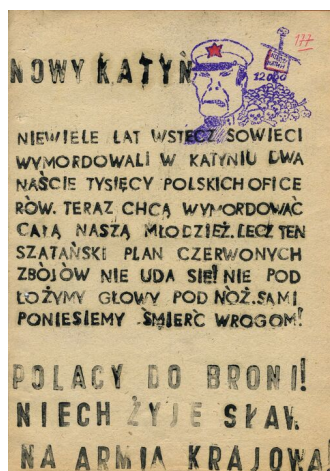 177
NOWY KATYŃ
12000
NIEWIELE LAT WSTECZ SOWIECI
WYMORDOWALI W KATYNIU DWA
NAŚCIE TYSIĘCY POLSKICH OFICE
RÓW. TERAZ CHCĄ WYMORDOWAĆ
CAŁĄ NASZĄ MŁODZIEŻ. LECZ TEN
SZATAŃSKI PLAN CZERWONYCH
ZBÓJÓW NIE UDA SIĘ! NIE POD
ŁOŻYMY GŁOWY POD NÓŻ. SAMI
PONIESIEMY ŚMIERĆ WROGOM!
POLACY DO BRONI!
NIECH ŻYJE SŁAW
NA ARMIA KRAJOWA!